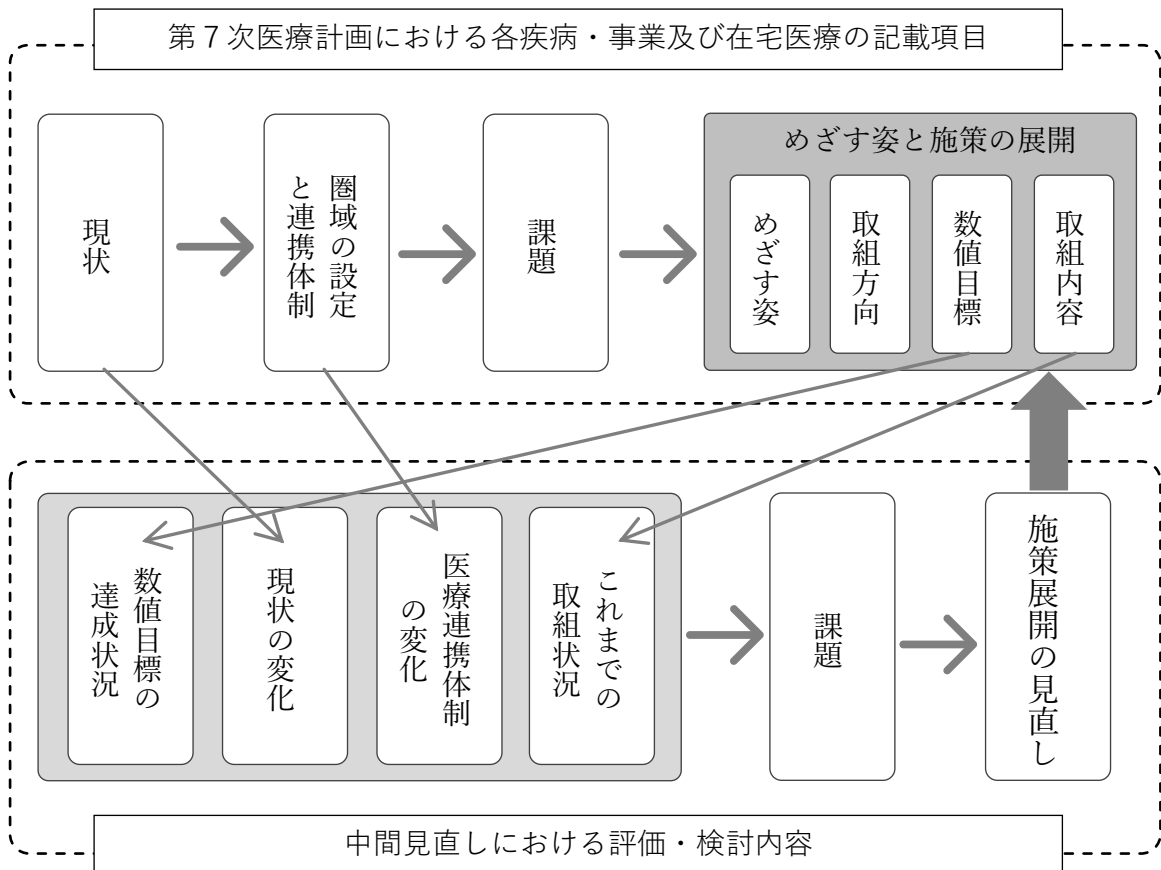 第７次医療計画における各疾病・事業及び在宅医療の記載項目
現状
圏域の設定
と連携体制
課題
めざす姿と施策の展開
めざす姿
取組方向
数値目標
取組内容
数値目標の
達成状況
現状の変化
医療連携体制
の変化
これまでの
取組状況
課題
施策展開の見直し
中間見直しにおける評価・検討内容